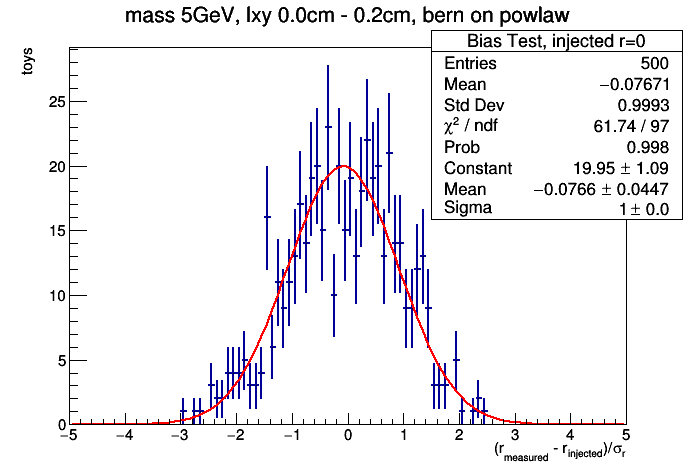 mass 5GeV, lxy 0.0cm - 0.2cm, bern on powlaw
toys
Bias Test, injected r=0
Entries 500
Mean −0.07671
Std Dev 0.9993
χ² / ndf 61.74 / 97
Prob 0.998
Constant 19.95 ± 1.09
Mean −0.0766 ± 0.0447
Sigma 1 ± 0.0
25
20
15
10
5
0
−5 −4 −3 −2 −1 0 1 2 3 4 5
(r_measured - r_injected)/σ_r